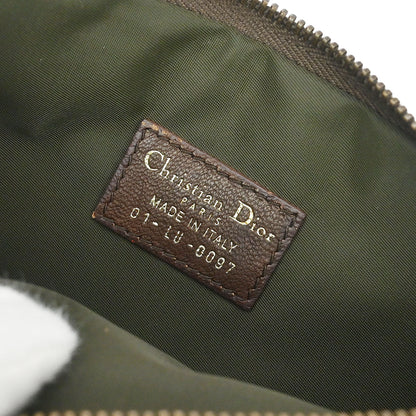 Christian Dior
PARIS
MADE IN ITALY
01-LU-0097